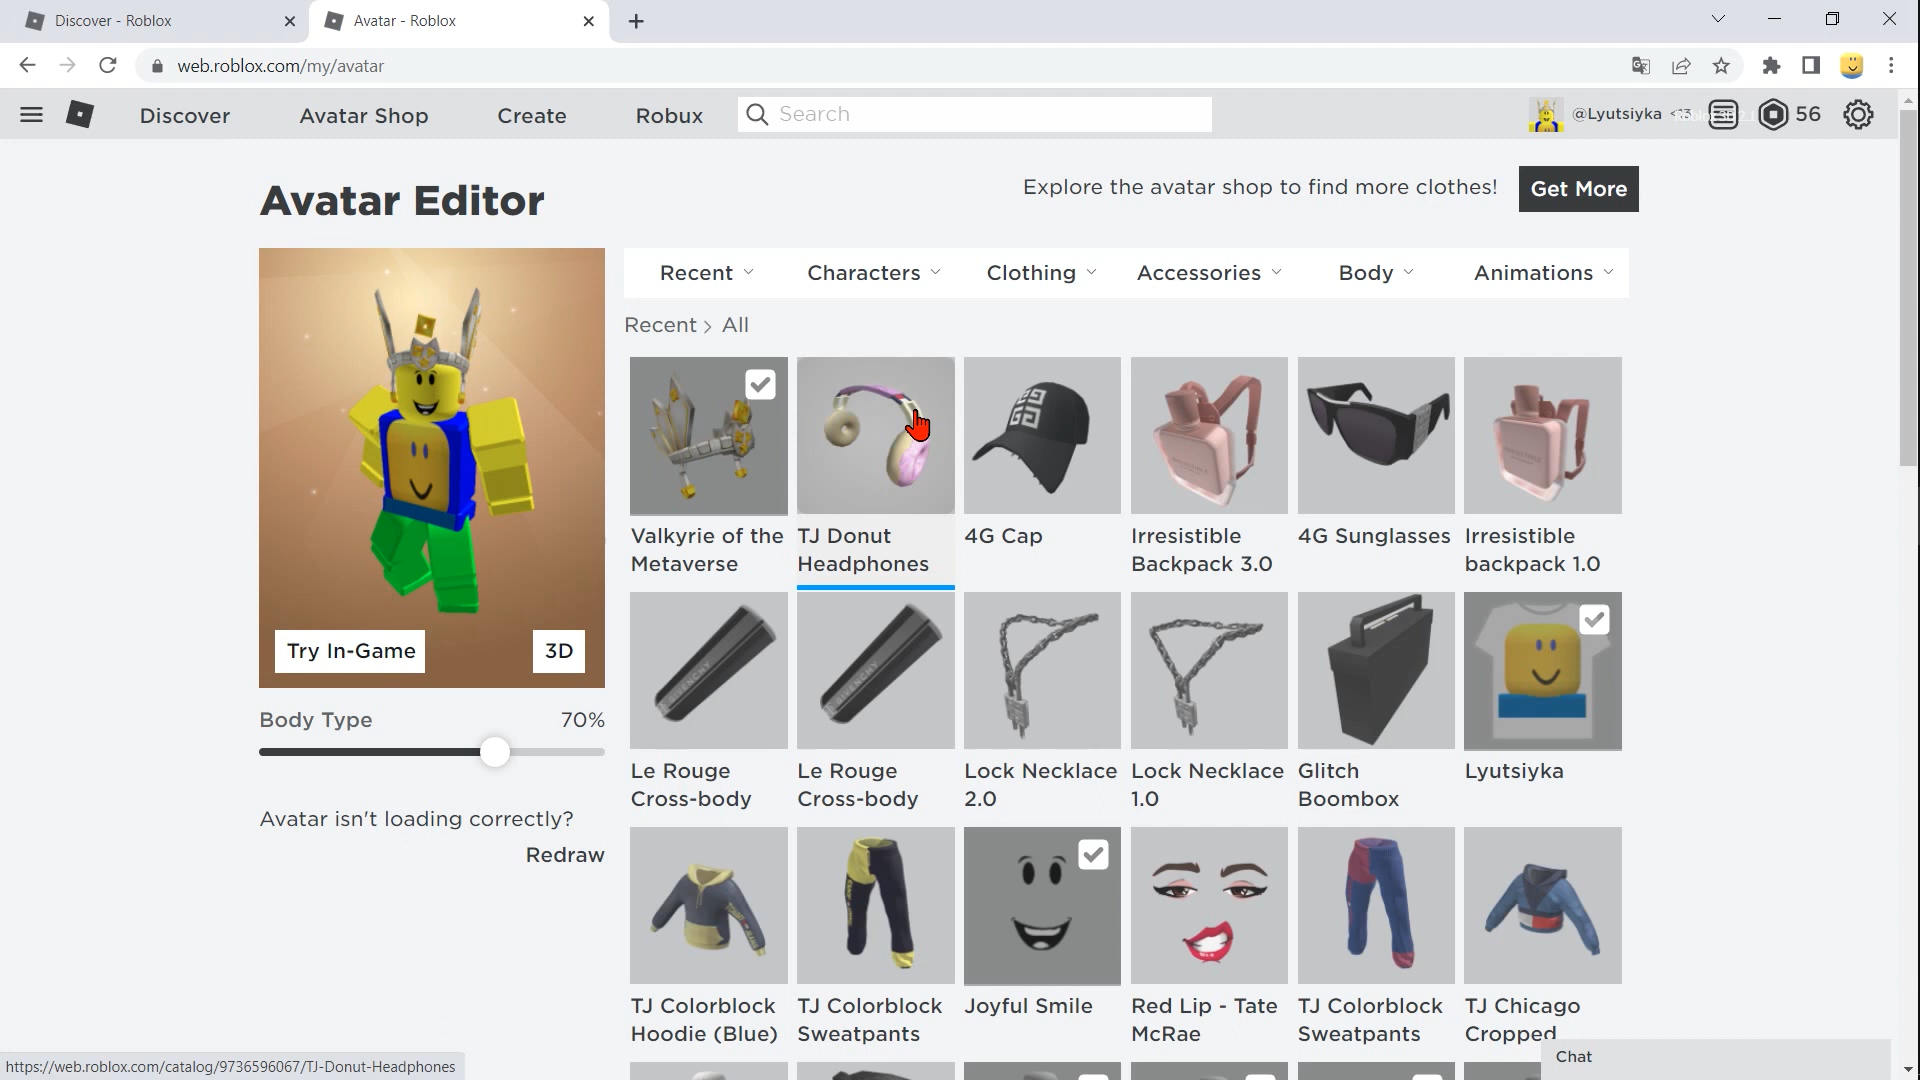 Discover - Roblox
Avatar - Roblox
web.roblox.com/my/avatar
Discover
Avatar Shop
Create
Robux
Search
@Lyutsiyka <3
56
Avatar Editor
Explore the avatar shop to find more clothes!
Get More
Recent
Characters
Clothing
Accessories
Body
Animations
Recent > All
Try In-Game
3D
Body Type
70%
Avatar isn't loading correctly?
Redraw
Valkyrie of the
Metaverse
TJ Donut
Headphones
4G Cap
Irresistible
Backpack 3.0
4G Sunglasses
Irresistible
backpack 1.0
GIVENCHY
GIVENCHY
Le Rouge
Cross-body
Le Rouge
Cross-body
Lock Necklace
2.0
Lock Necklace
1.0
Glitch
Boombox
Lyutsiyka
TJ Colorblock
Hoodie (Blue)
TJ Colorblock
Sweatpants
Joyful Smile
Red Lip - Tate
McRae
TJ Colorblock
Sweatpants
TJ Chicago
Cropped
Chat
https://web.roblox.com/catalog/9736596067/TJ-Donut-Headphones